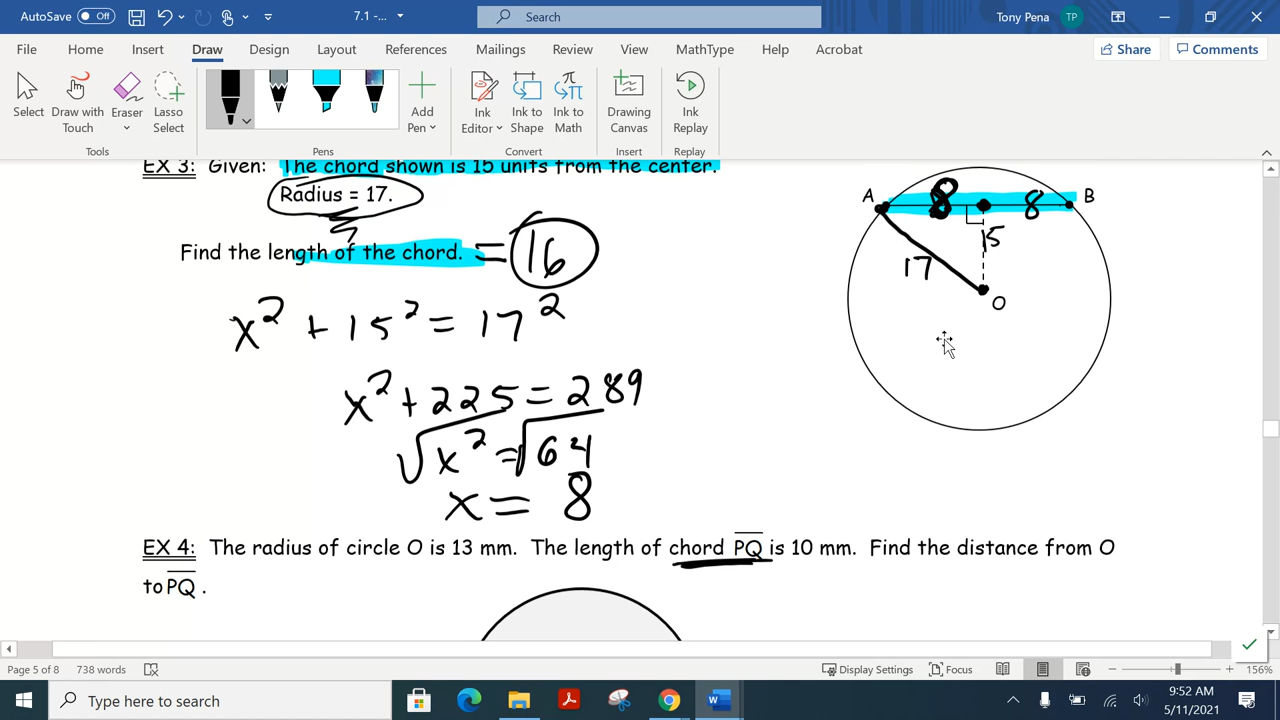 AutoSave Off 7.1 -... Search Tony Pena TP
File Home Insert Draw Design Layout References Mailings Review View MathType Help Acrobat Share Comments
Select Draw with Touch Eraser Lasso Select Add Pen Ink Editor Ink to Shape Ink to Math Drawing Canvas Ink Replay
Tools Pens Convert Insert Replay
EX 3: Given: The chord shown is 15 units from the center.
Radius = 17.
Find the length of the chord. = 16
x² + 15² = 17²
x² + 225 = 289
√x² = √64
x = 8
A 8 8 B
15
17
O
EX 4: The radius of circle O is 13 mm. The length of chord PQ is 10 mm. Find the distance from O
to PQ .
Page 5 of 8 738 words Display Settings Focus 156%
Type here to search
9:52 AM
5/11/2021